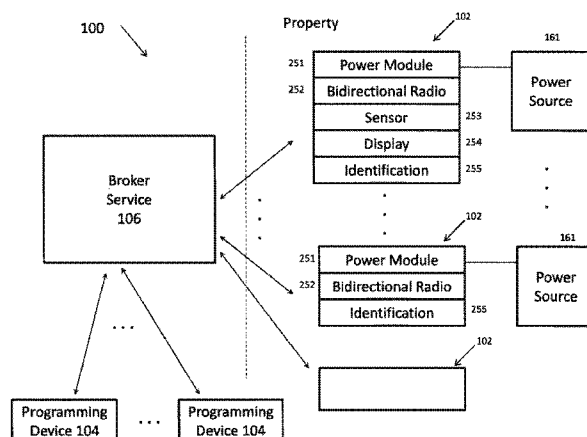 100
Property
102
161
251
Power Module
252
Bidirectional Radio
Sensor
253
Display
254
Identification
255
Power
Source
Broker
Service
106
102
161
251
Power Module
252
Bidirectional Radio
Identification
255
Power
Source
102
Programming
Device 104
Programming
Device 104